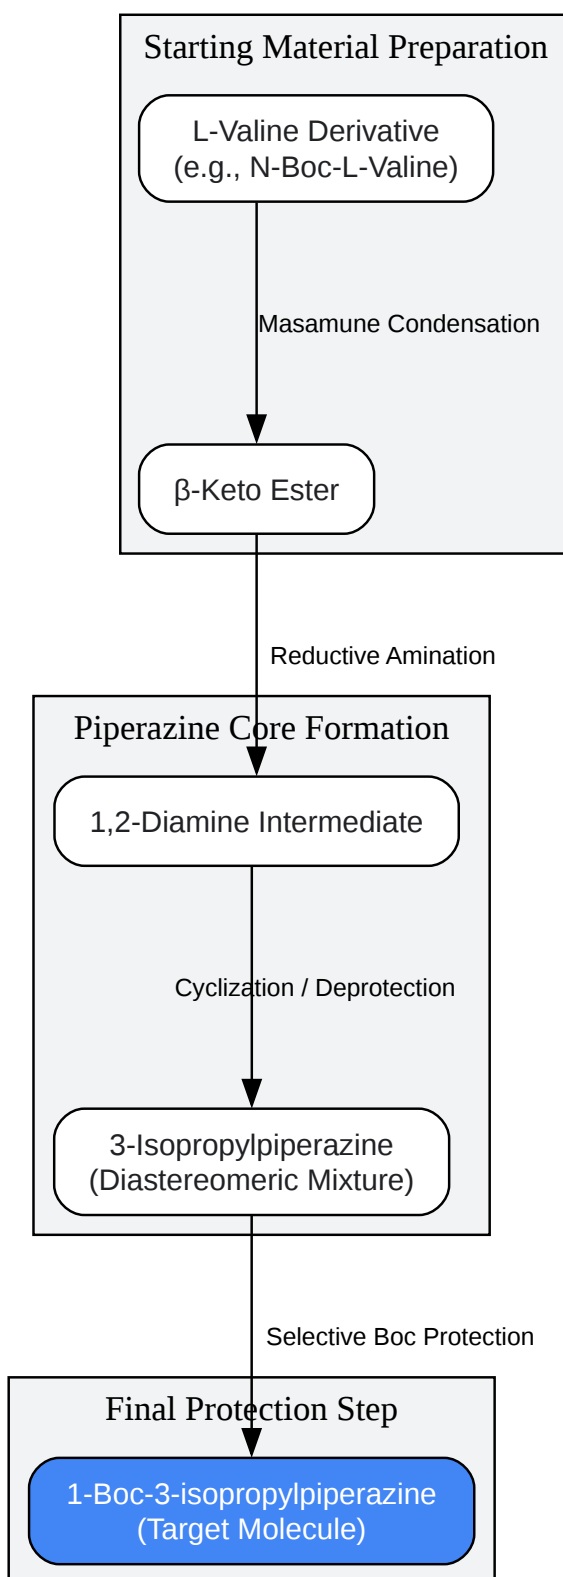 Starting Material Preparation
L-Valine Derivative
(e.g., N-Boc-L-Valine)
Masamune Condensation
β-Keto Ester
Reductive Amination
Piperazine Core Formation
1,2-Diamine Intermediate
Cyclization / Deprotection
3-Isopropylpiperazine
(Diastereomeric Mixture)
Selective Boc Protection
Final Protection Step
1-Boc-3-isopropylpiperazine
(Target Molecule)